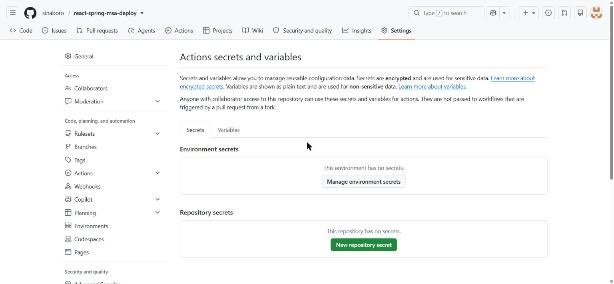 sinaboro / react-spring-msa-deploy
Type / to search
Code
Issues
Pull requests
Agents
Actions
Projects
Wiki
Security and quality
Insights
Settings
General
Access
Collaborators
Moderation
Code, planning, and automation
Rulesets
Branches
Tags
Actions
Webhooks
Copilot
Planning
Environments
Codespaces
Pages
Security and quality
Actions secrets and variables
Secrets and variables allow you to manage reusable configuration data. Secrets are encrypted and are used for sensitive data. Learn more about
encrypted secrets. Variables are shown as plain text and are used for non-sensitive data. Learn more about variables.
Anyone with collaborator access to this repository can use these secrets and variables for actions. They are not passed to workflows that are
triggered by a pull request from a fork.
Secrets
Variables
Environment secrets
This environment has no secrets.
Manage environment secrets
Repository secrets
This repository has no secrets.
New repository secret